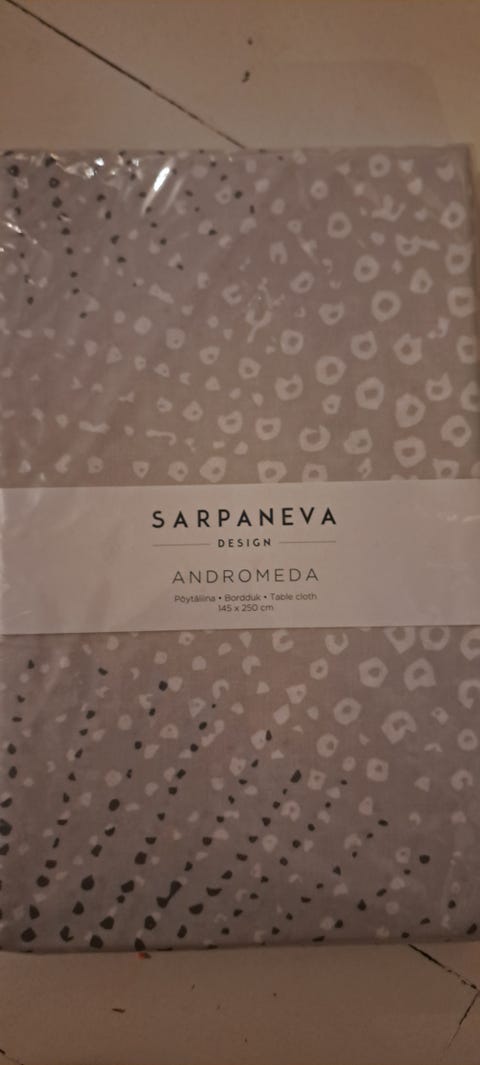 SARPANEVA
DESIGN
ANDROMEDA
Pöytäliina • Bordduk • Table cloth
145 x 250 cm